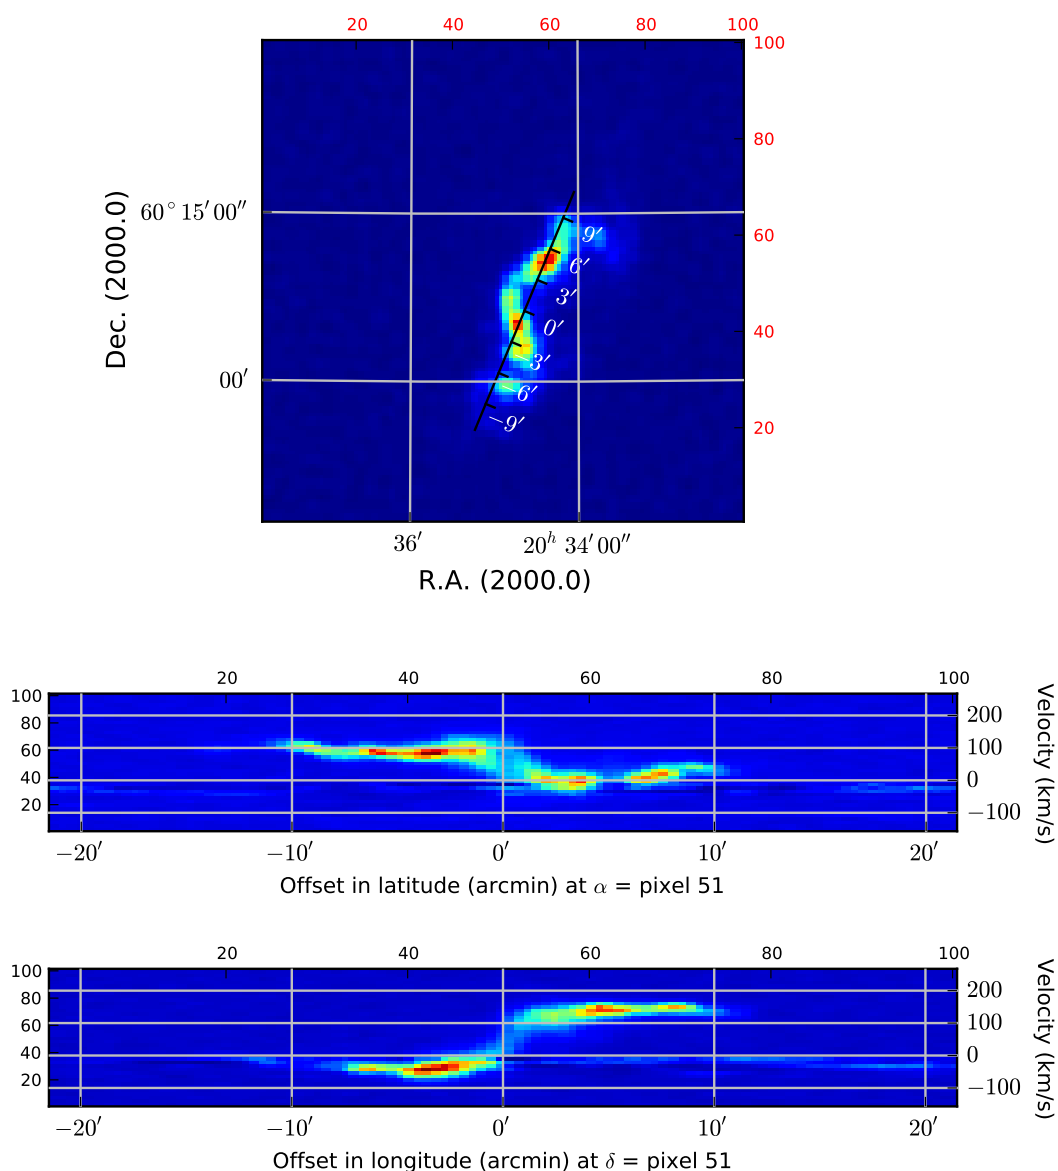 20 40 60 80 100
100
80
60° 15′ 00″
60
9′
6′
3′
0′
40
−3′
00′
−6′
−9′
20
Dec. (2000.0)
36′ 20ʰ 34′ 00″
R.A. (2000.0)
20 40 60 80 100
100
80
60
40
20
200
100
0
−100
Velocity (km/s)
−20′ −10′ 0′ 10′ 20′
Offset in latitude (arcmin) at α = pixel 51
20 40 60 80 100
100
80
60
40
20
200
100
0
−100
Velocity (km/s)
−20′ −10′ 0′ 10′ 20′
Offset in longitude (arcmin) at δ = pixel 51